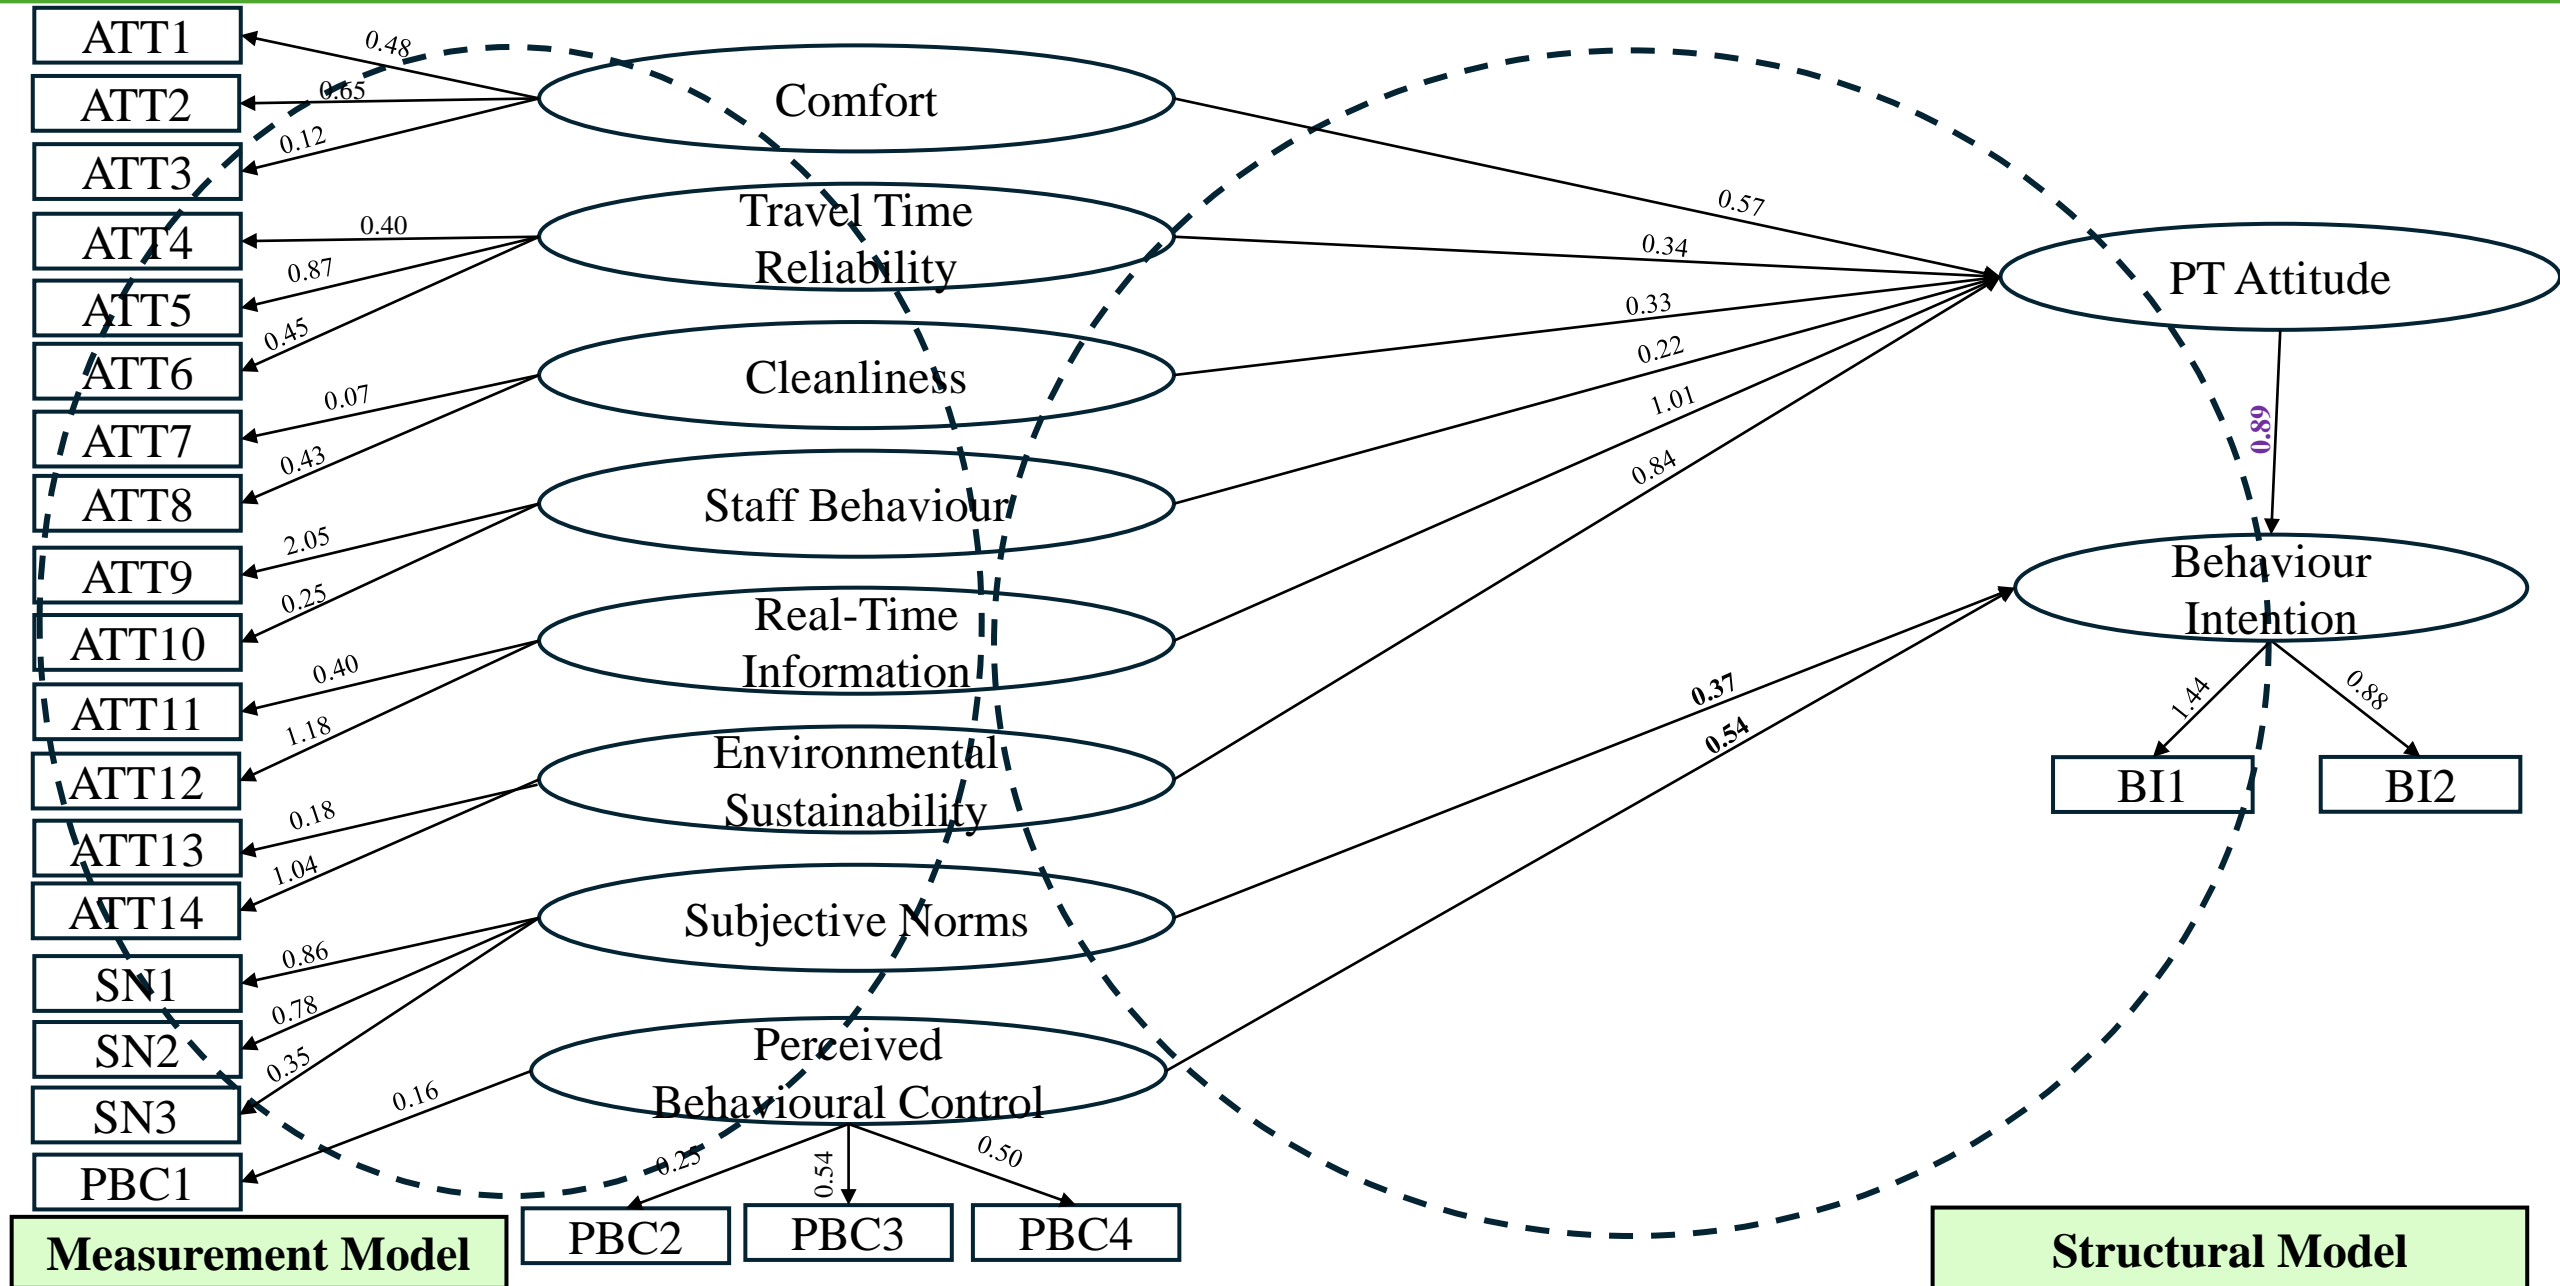 ATT1
ATT2
ATT3
ATT4
ATT5
ATT6
ATT7
ATT8
ATT9
ATT10
ATT11
ATT12
ATT13
ATT14
SN1
SN2
SN3
PBC1
0.48
0.65
0.12
0.40
0.87
0.45
0.07
0.43
2.05
0.25
0.40
1.18
0.18
1.04
0.86
0.78
0.35
0.16
Comfort
Travel Time
Reliability
Cleanliness
Staff Behaviour
Real-Time
Information
Environmental
Sustainability
Subjective Norms
Perceived
Behavioural Control
0.25
0.54
0.50
PBC2
PBC3
PBC4
0.57
0.34
0.33
0.22
1.01
0.84
0.37
0.54
PT Attitude
0.89
Behaviour
Intention
1.44
0.88
BI1
BI2
Measurement Model
Structural Model